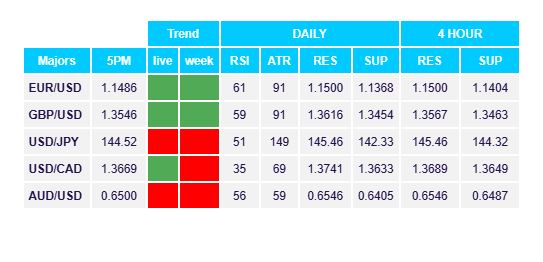 Trend DAILY 4 HOUR
Majors 5PM live week RSI ATR RES SUP RES SUP
EUR/USD 1.1486 61 91 1.1500 1.1368 1.1500 1.1404
GBP/USD 1.3546 59 91 1.3616 1.3454 1.3567 1.3463
USD/JPY 144.52 51 149 145.46 142.33 145.46 144.32
USD/CAD 1.3669 35 69 1.3741 1.3633 1.3689 1.3649
AUD/USD 0.6500 56 59 0.6546 0.6405 0.6546 0.6487